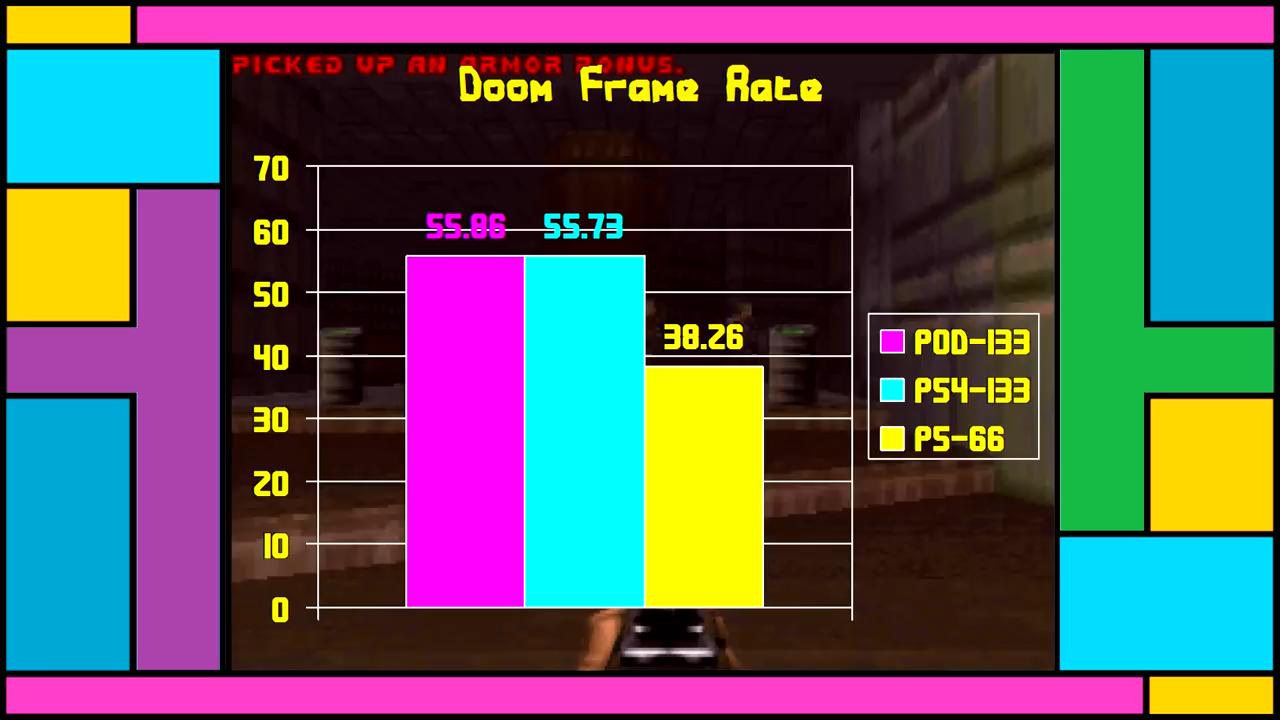 PICKED UP AN ARMOR BONUS.
Doom Frame Rate
70
60
50
40
30
20
10
0
55.86
55.73
38.26
POD-133
P54-133
P5-66